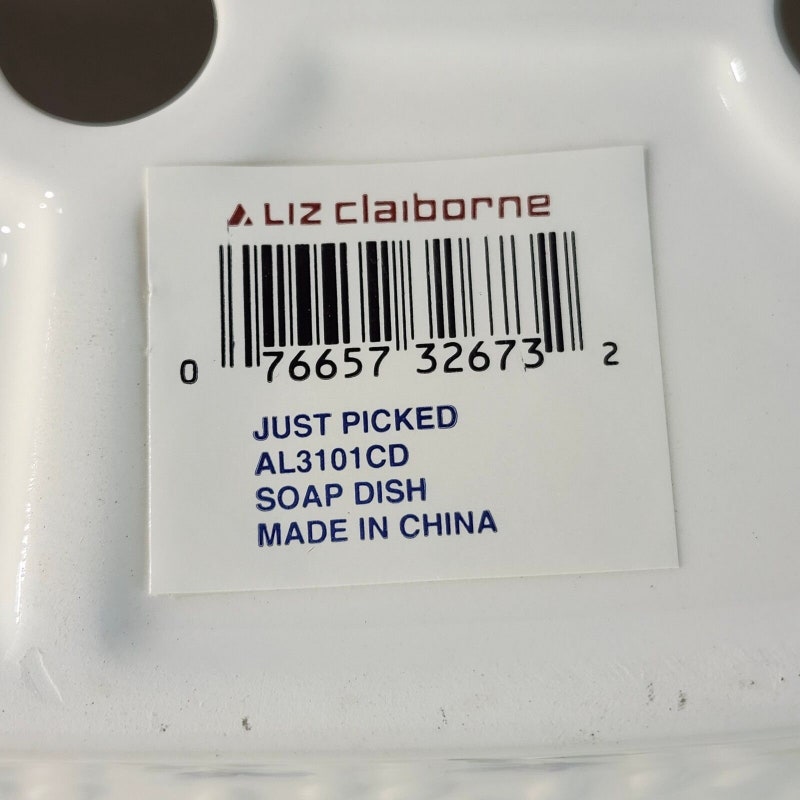 LIZ claiborne
0 76657 32673 2
JUST PICKED
AL3101CD
SOAP DISH
MADE IN CHINA